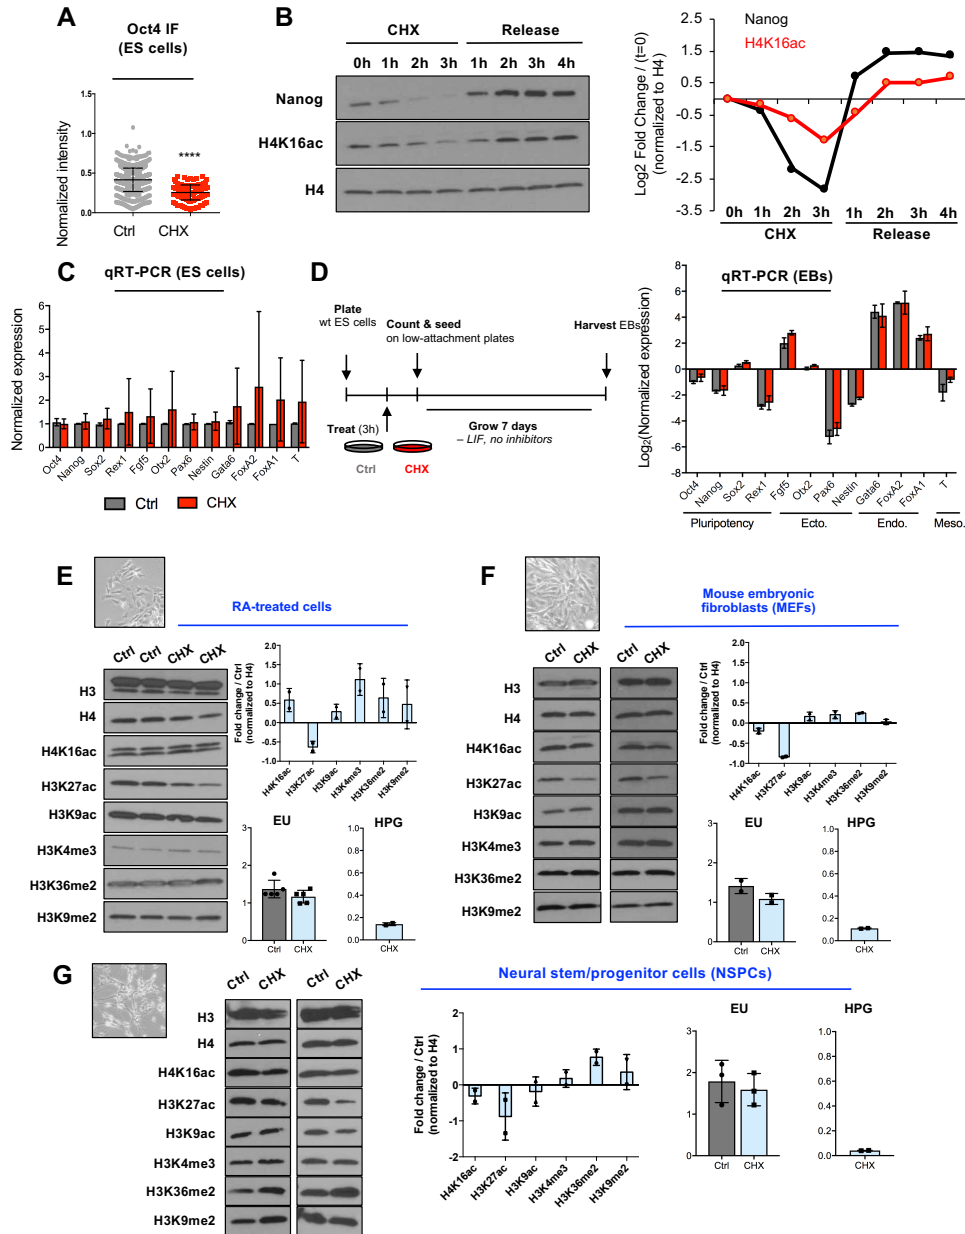 A
Oct4 IF
(ES cells)
Normalized intensity
1.5
1.0
0.5
0.0
****
Ctrl CHX
B
CHX Release
0h 1h 2h 3h 1h 2h 3h 4h
Nanog
H4K16ac
H4
Nanog
H4K16ac
Log2 Fold Change / (t=0)
(normalized to H4)
1.5
0.5
-0.5
-1.5
-2.5
-3.5
0h 1h 2h 3h 1h 2h 3h 4h
CHX Release
C
qRT-PCR (ES cells)
Normalized expression
6
4
3
2
1
0
Oct4 Nanog Sox2 Rex1 Fgf5 Otx2 Pax6 Nestin Gata6 FoxA2 FoxA1 T
Ctrl CHX
D
Plate
wt ES cells
Count & seed
on low-attachment plates
Harvest EBs
Treat (3h)
Ctrl CHX
Grow 7 days
– LIF, no inhibitors
qRT-PCR (EBs)
Log2(Normalized expression)
8
6
4
2
0
-2
-4
-6
-8
Oct4 Nanog Sox2 Rex1 Fgf5 Otx2 Pax6 Nestin Gata6 FoxA2 FoxA1 T
Pluripotency Ecto. Endo. Meso.
E
RA-treated cells
Ctrl Ctrl CHX CHX
H3
H4
H4K16ac
H3K27ac
H3K9ac
H3K4me3
H3K36me2
H3K9me2
Fold change / Ctrl
(normalized to H4)
2.0
1.5
1.0
0.5
0.0
-0.5
-1.0
H4K16ac H3K27ac H3K9ac H3K4me3 H3K36me2 H3K9me2
EU
3
2
1
0
Ctrl CHX
HPG
1.0
0.8
0.6
0.4
0.2
0.0
CHX
F
Mouse embryonic
fibroblasts (MEFs)
Ctrl CHX Ctrl CHX
H3
H4
H4K16ac
H3K27ac
H3K9ac
H3K4me3
H3K36me2
H3K9me2
Fold change / Ctrl
(normalized to H4)
2.0
1.5
1.0
0.5
0.0
-0.5
-1.0
H4K16ac H3K27ac H3K9ac H3K4me3 H3K36me2 H3K9me2
EU
3
2
1
0
Ctrl CHX
HPG
1.0
0.8
0.6
0.4
0.2
0.0
CHX
G
Ctrl CHX Ctrl CHX
H3
H4
H4K16ac
H3K27ac
H3K9ac
H3K4me3
H3K36me2
H3K9me2
Neural stem/progenitor cells (NSPCs)
Fold change / Ctrl
(normalized to H4)
2
1
0
-1
-2
H4K16ac H3K27ac H3K9ac H3K4me3 H3K36me2 H3K9me2
EU
3
2
1
0
Ctrl CHX
HPG
1.0
0.8
0.6
0.4
0.2
0.0
CHX